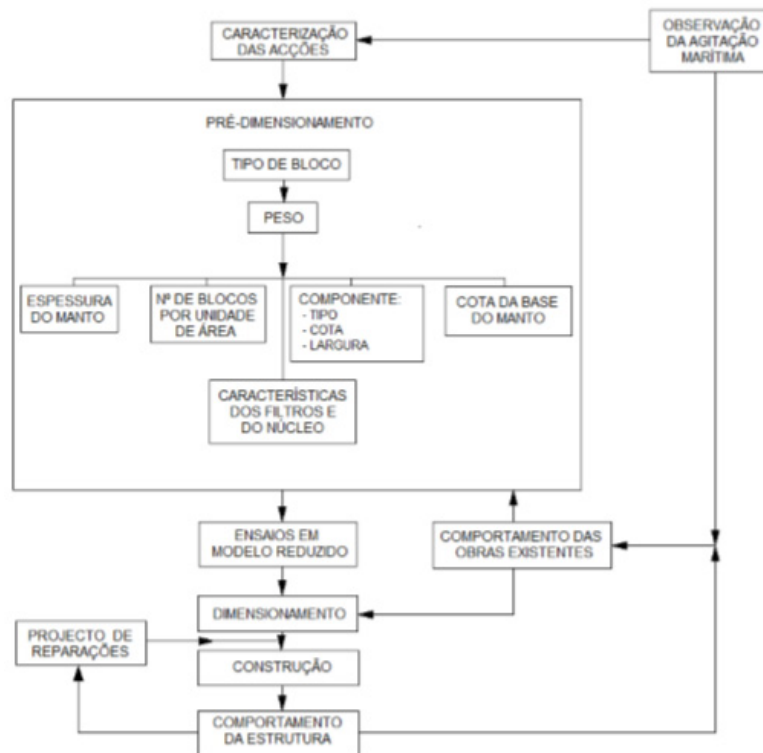 CARACTERIZAÇÃO
DAS ACÇÕES
OBSERVAÇÃO
DA AGITAÇÃO
MARÍTIMA
PRÉ-DIMENSIONAMENTO
TIPO DE BLOCO
PESO
ESPESSURA
DO MANTO
Nº DE BLOCOS
POR UNIDADE
DE ÁREA
COMPONENTE:
- TIPO
- COTA
- LARGURA
COTA DA BASE
DO MANTO
CARACTERÍSTICAS
DOS FILTROS E
DO NÚCLEO
ENSAIOS EM
MODELO REDUZIDO
COMPORTAMENTO DAS
OBRAS EXISTENTES
DIMENSIONAMENTO
PROJECTO DE
REPARAÇÕES
CONSTRUÇÃO
COMPORTAMENTO
DA ESTRUTURA